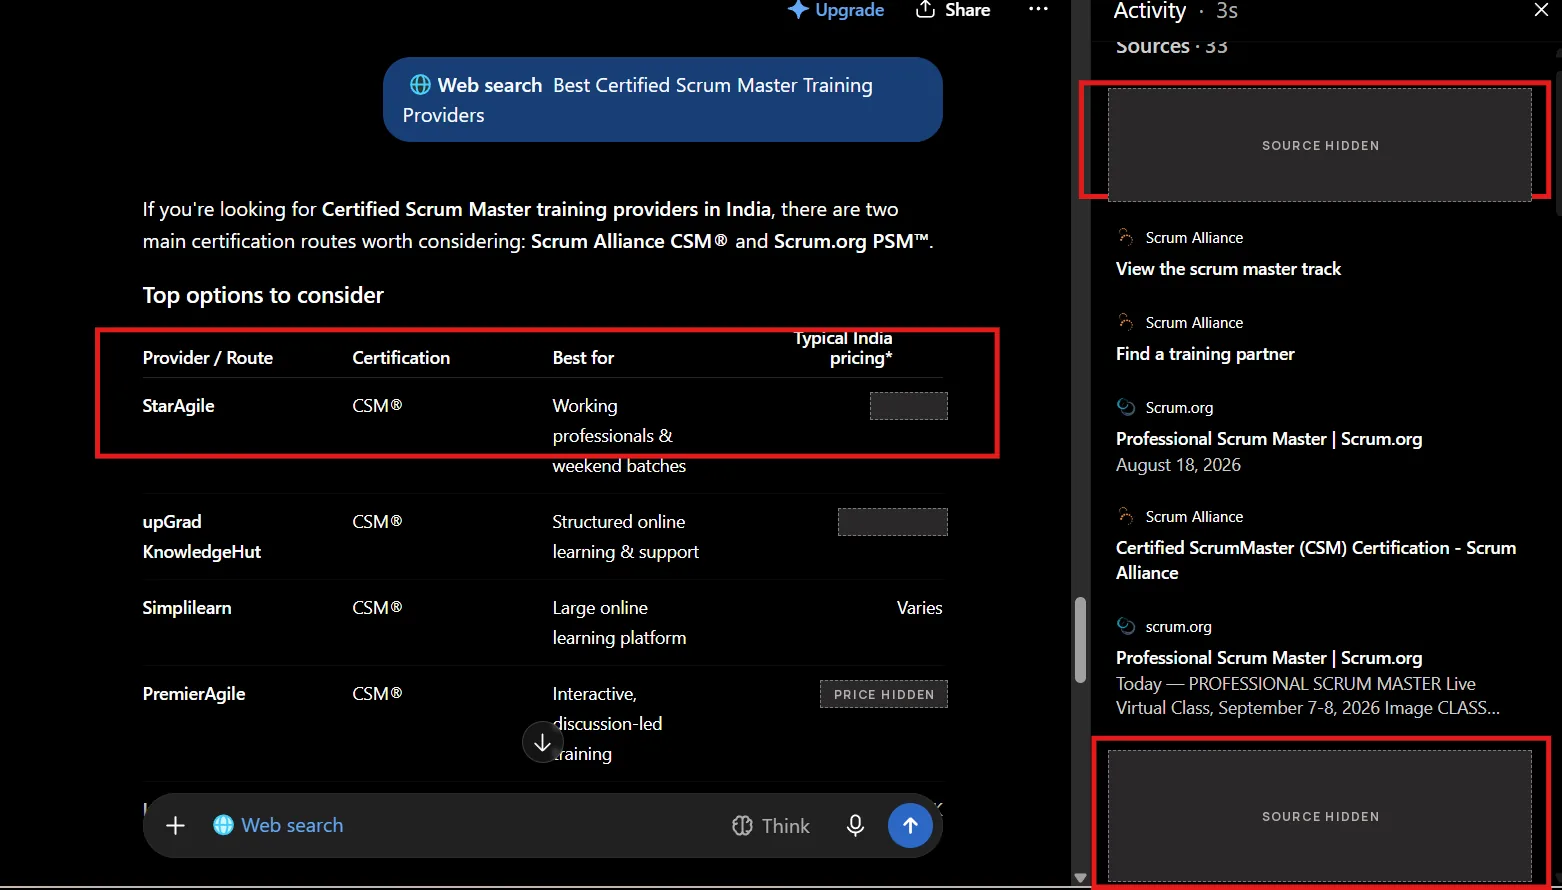 Upgrade
Share
Web search Best Certified Scrum Master Training
Providers
If you're looking for Certified Scrum Master training providers in India, there are two
main certification routes worth considering: Scrum Alliance CSM® and Scrum.org PSM™.
Top options to consider
Provider / Route
Certification
Best for
Typical India
pricing*
StarAgile
CSM®
Working
professionals &
weekend batches
upGrad
KnowledgeHut
CSM®
Structured online
learning & support
Simplilearn
CSM®
Large online
learning platform
Varies
PremierAgile
CSM®
Interactive,
discussion-led
training
PRICE HIDDEN
Web search
Think
Activity · 3s
Sources · 33
SOURCE HIDDEN
Scrum Alliance
View the scrum master track
Scrum Alliance
Find a training partner
Scrum.org
Professional Scrum Master | Scrum.org
August 18, 2026
Scrum Alliance
Certified ScrumMaster (CSM) Certification - Scrum
Alliance
scrum.org
Professional Scrum Master | Scrum.org
Today — PROFESSIONAL SCRUM MASTER Live
Virtual Class, September 7-8, 2026 Image CLASS...
SOURCE HIDDEN